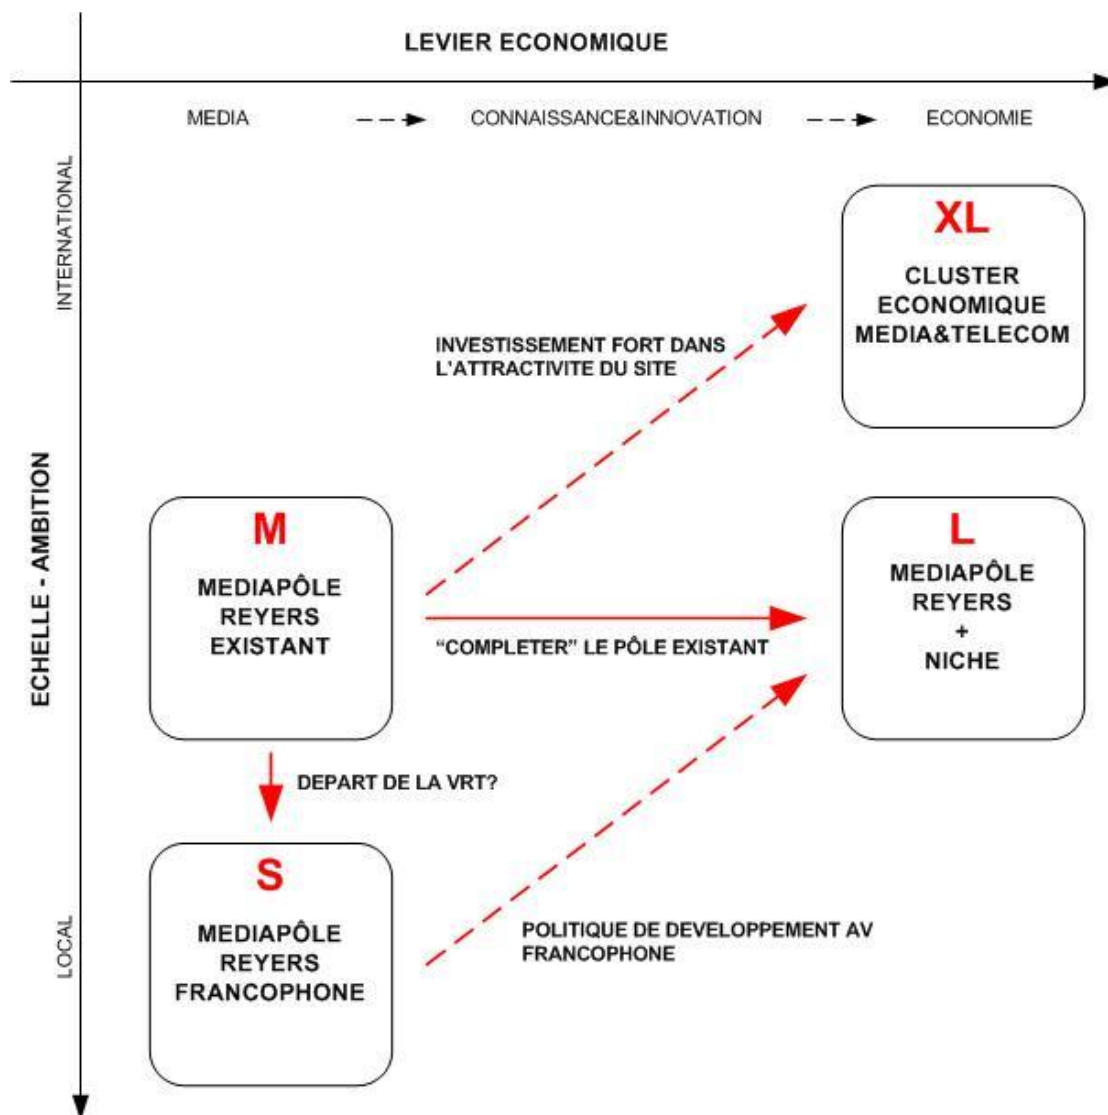 LEVIER ECONOMIQUE
MEDIA
CONNAISSANCE&INNOVATION
ECONOMIE
INTERNATIONAL
ECHELLE - AMBITION
LOCAL
XL
CLUSTER
ECONOMIQUE
MEDIA&TELECOM
INVESTISSEMENT FORT DANS
L'ATTRACTIVITE DU SITE
M
MEDIAPÔLE
REYERS
EXISTANT
"COMPLETER" LE PÔLE EXISTANT
L
MEDIAPÔLE
REYERS
+
NICHE
DEPART DE LA VRT?
S
MEDIAPÔLE
REYERS
FRANCOPHONE
POLITIQUE DE DEVELOPPEMENT AV
FRANCOPHONE